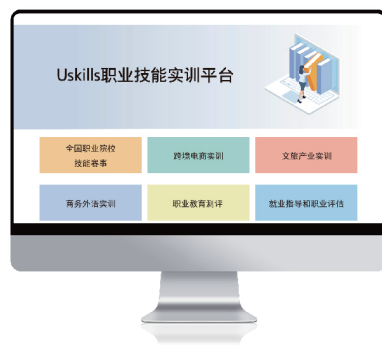 Uskills职业技能实训平台
全国职业院校
技能赛事
跨境电商实训
文旅产业实训
商务外语实训
职业教育测评
就业指导和职业评估